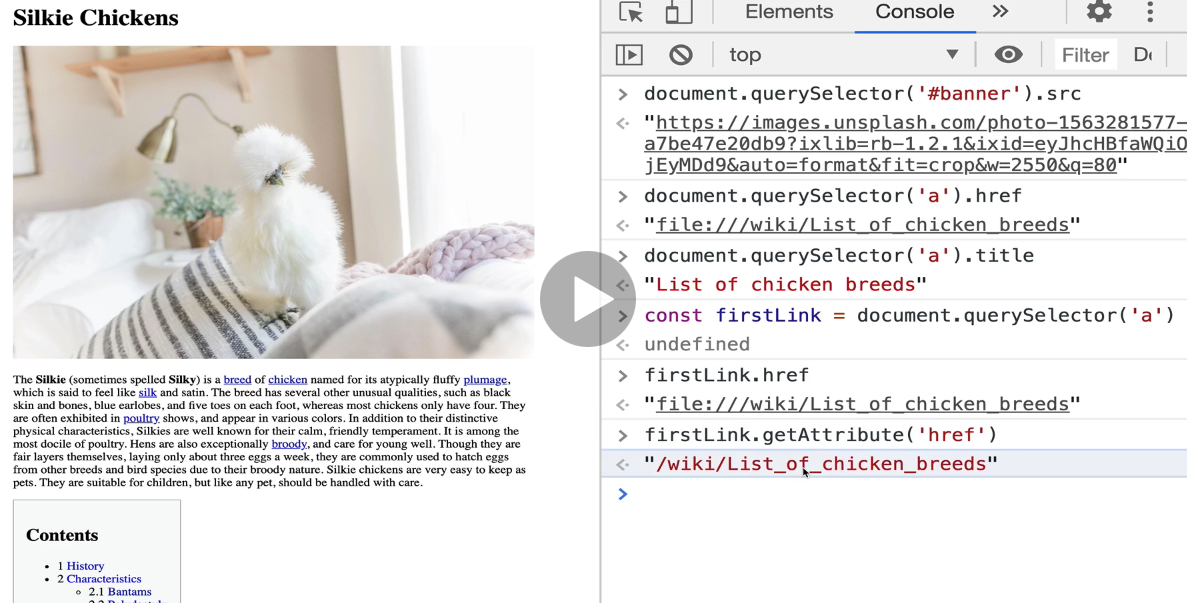 Silkie Chickens
The Silkie (sometimes spelled Silky) is a breed of chicken named for its atypically fluffy plumage,
which is said to feel like silk and satin. The breed has several other unusual qualities, such as black
skin and bones, blue earlobes, and five toes on each foot, whereas most chickens only have four. They
are often exhibited in poultry shows, and appear in various colors. In addition to their distinctive
physical characteristics, Silkies are well known for their calm, friendly temperament. It is among the
most docile of poultry. Hens are also exceptionally broody, and care for young well. Though they are
fair layers themselves, laying only about three eggs a week, they are commonly used to hatch eggs
from other breeds and bird species due to their broody nature. Silkie chickens are very easy to keep as
pets. They are suitable for children, but like any pet, should be handled with care.
Contents
• 1 History
• 2 Characteristics
◦ 2.1 Bantams
Elements Console »
top ▼ Filter
> document.querySelector('#banner').src
"https://images.unsplash.com/photo-1563281577-
a7be47e20db9?ixlib=rb-1.2.1&ixid=eyJhcHBfaWQiO
jEyMDd9&auto=format&fit=crop&w=2550&q=80"
> document.querySelector('a').href
"file:///wiki/List_of_chicken_breeds"
> document.querySelector('a').title
"List of chicken breeds"
> const firstLink = document.querySelector('a')
undefined
> firstLink.href
"file:///wiki/List_of_chicken_breeds"
> firstLink.getAttribute('href')
"/wiki/List_of_chicken_breeds"
>